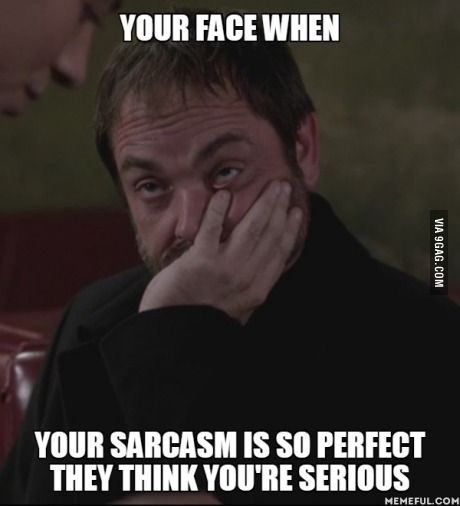 YOUR FACE WHEN
VIA 9GAG.COM
YOUR SARCASM IS SO PERFECT
THEY THINK YOU'RE SERIOUS
MEMEFUL.COM